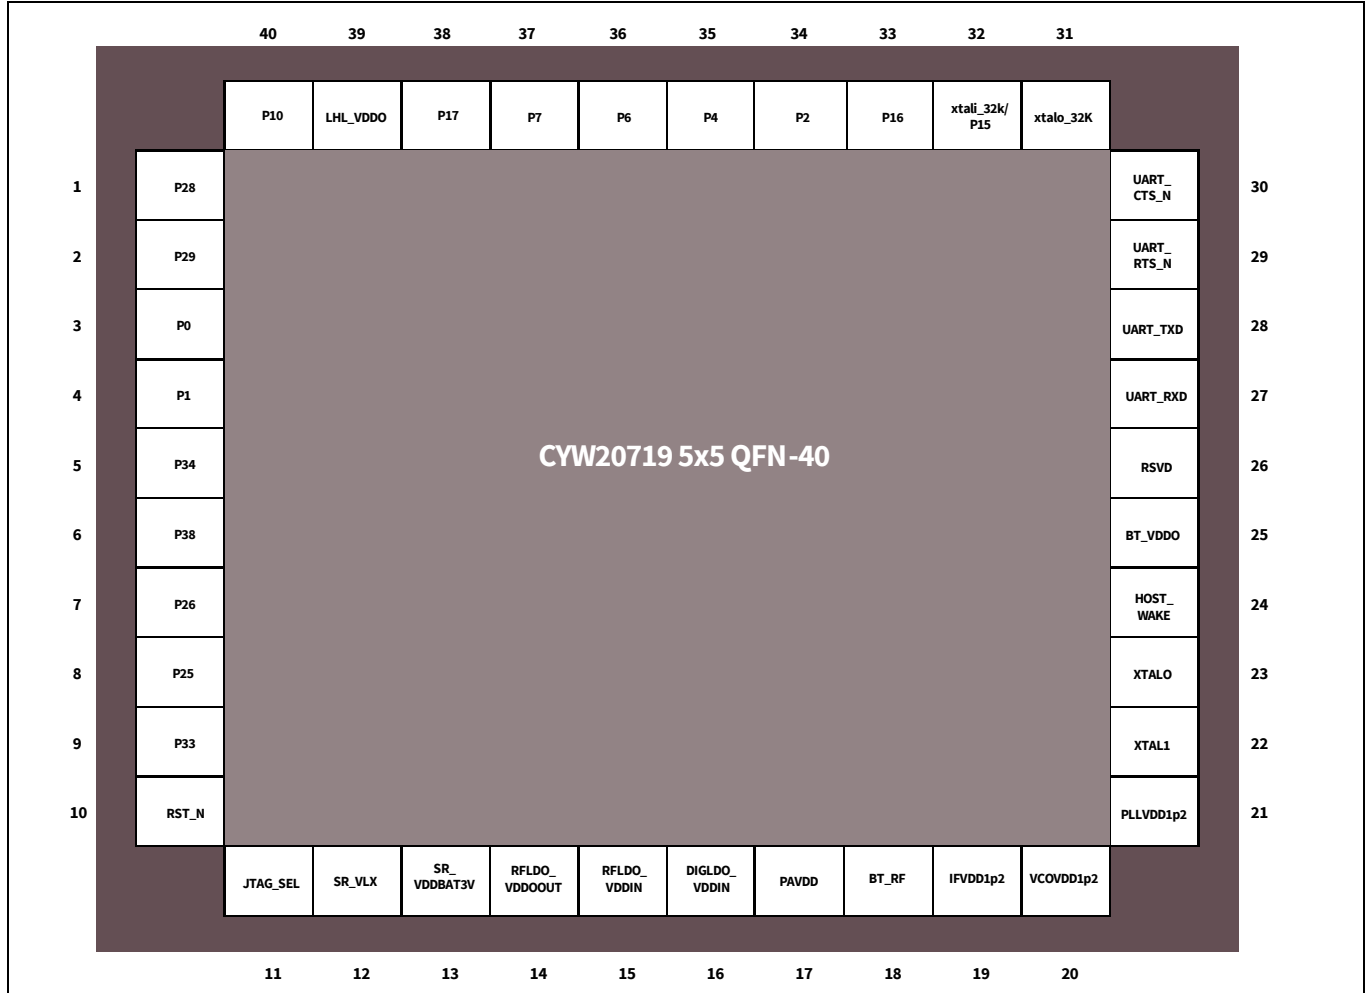 40 39 38 37 36 35 34 33 32 31
P10 LHL_VDDO P17 P7 P6 P4 P2 P16 xtali_32k/ P15 xtalo_32K
1 P28 UART_ CTS_N 30
2 P29 UART_ RTS_N 29
3 P0 UART_TXD 28
4 P1 UART_RXD 27
CYW20719 5x5 QFN-40
5 P34 RSVD 26
6 P38 BT_VDDO 25
7 P26 HOST_ WAKE 24
8 P25 XTALO 23
9 P33 XTAL1 22
10 RST_N PLLVDD1p2 21
JTAG_SEL SR_VLX SR_ VDDBAT3V RFLDO_ VDDOOUT RFLDO_ VDDIN DIGLDO_ VDDIN PAVDD BT_RF IFVDD1p2 VCOVDD1p2
11 12 13 14 15 16 17 18 19 20